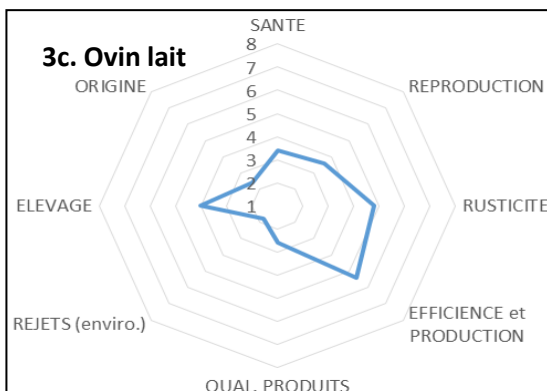 SANTE
3c. Ovin lait
8
7
6
5
4
3
2
1
ORIGINE
REPRODUCTION
ELEVAGE
RUSTICITE
REJETS (enviro.)
EFFICIENCE et
PRODUCTION
QUAL. PRODUITS